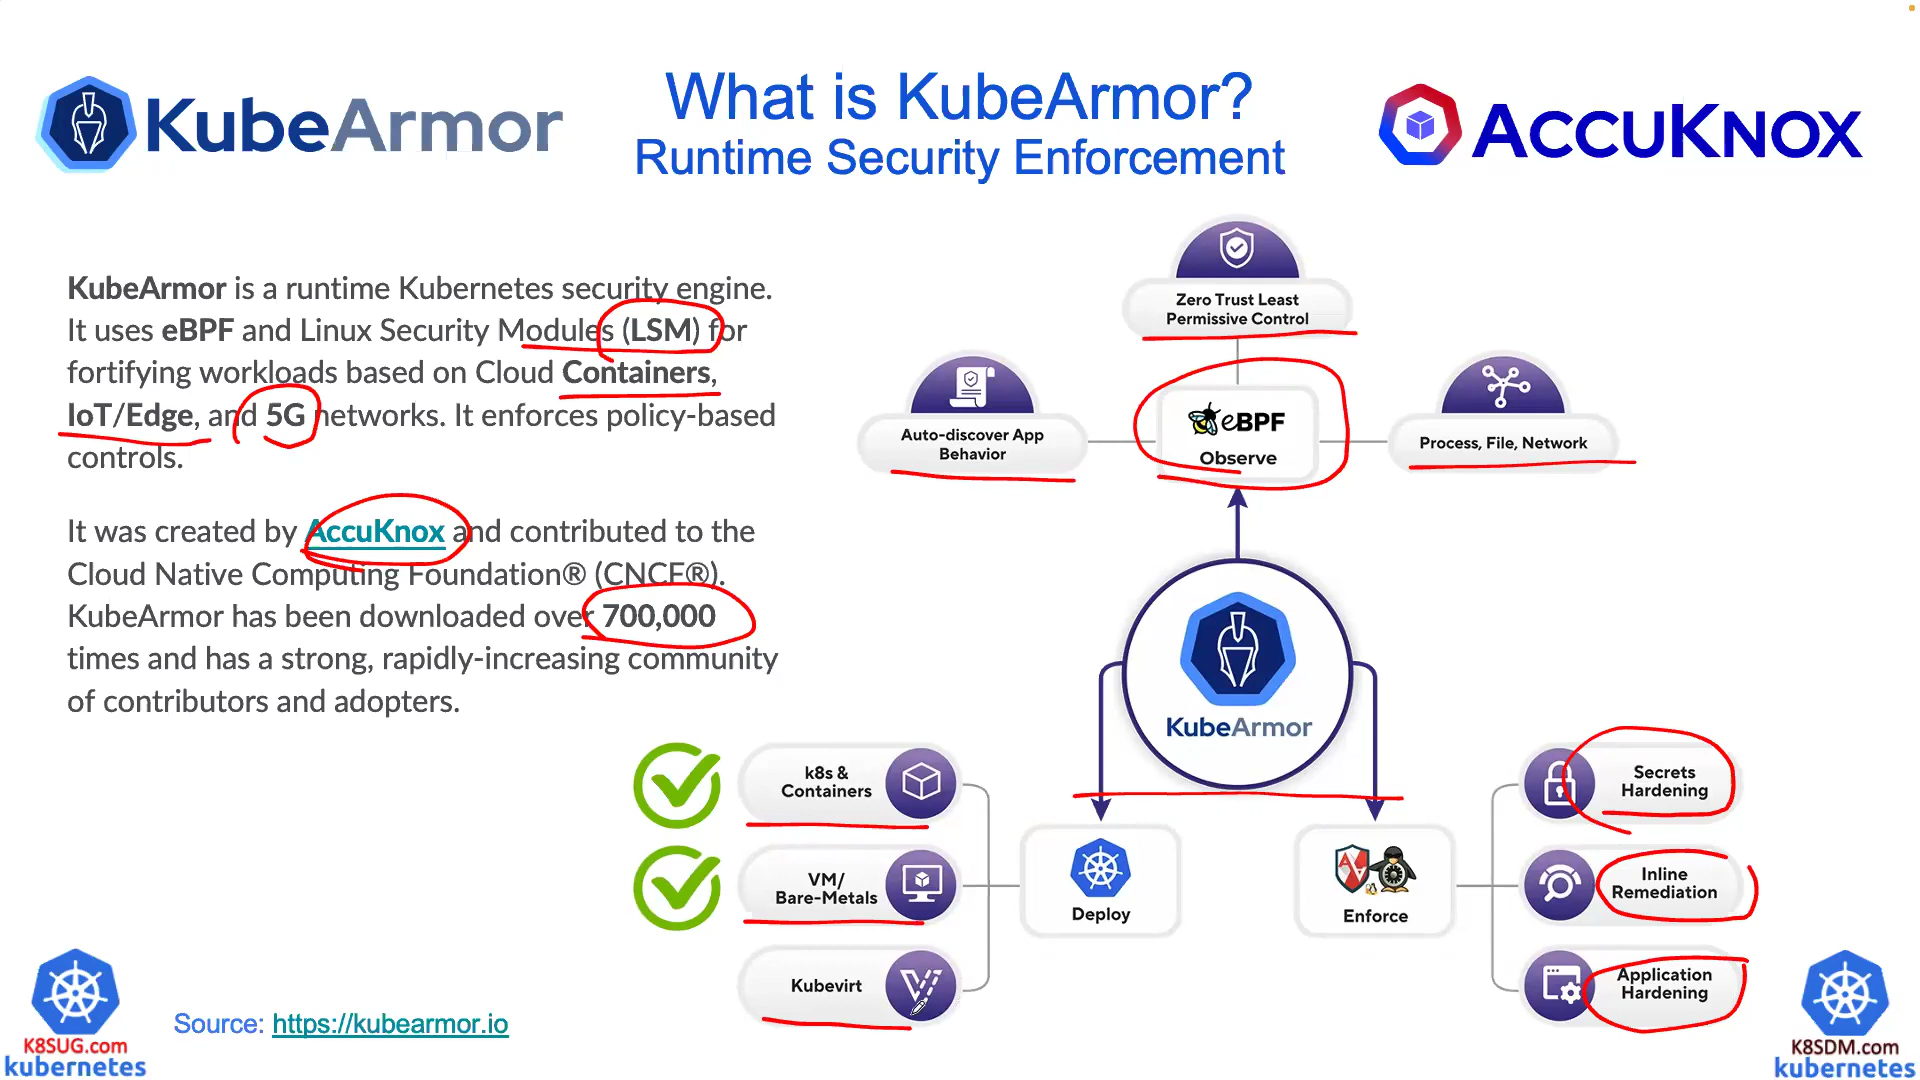 KubeArmor
What is KubeArmor?
Runtime Security Enforcement
ACCUKNOX
KubeArmor is a runtime Kubernetes security engine.
It uses eBPF and Linux Security Modules (LSM) for
fortifying workloads based on Cloud Containers,
IoT/Edge, and 5G networks. It enforces policy-based
controls.
It was created by AccuKnox and contributed to the
Cloud Native Computing Foundation® (CNCF®).
KubeArmor has been downloaded over 700,000
times and has a strong, rapidly-increasing community
of contributors and adopters.
Zero Trust Least
Permissive Control
Auto-discover App
Behavior
eBPF
Observe
Process, File, Network
KubeArmor
k8s &
Containers
VM/
Bare-Metals
Kubevirt
Deploy
Enforce
Secrets
Hardening
Inline
Remediation
Application
Hardening
Source: https://kubearmor.io
K8SUG.com
kubernetes
K8SDM.com
kubernetes